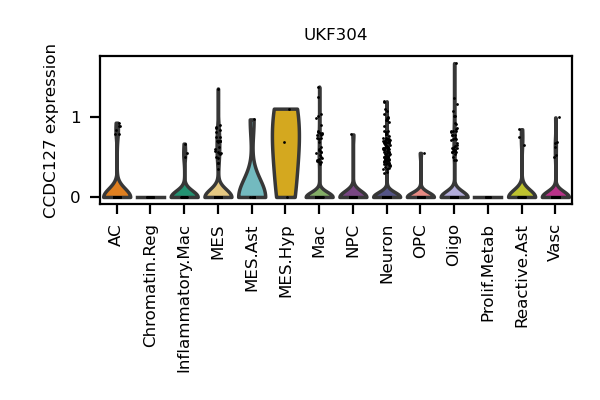 UKF304
CCDC127 expression
1
0
AC
Chromatin.Reg
Inflammatory.Mac
MES
MES.Ast
MES.Hyp
Mac
NPC
Neuron
OPC
Oligo
Prolif.Metab
Reactive.Ast
Vasc